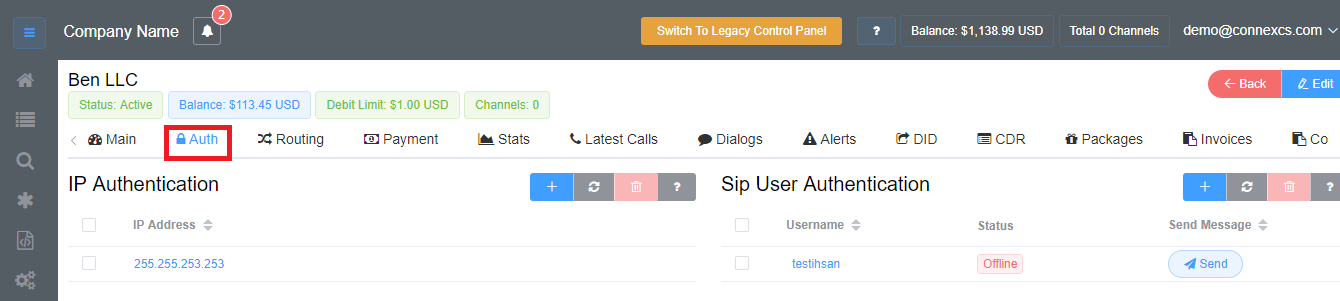 Company Name 2 Switch To Legacy Control Panel ? Balance: $1,138.99 USD Total 0 Channels demo@connexcs.com
Ben LLC Back Edit
Status: Active Balance: $113.45 USD Debit Limit: $1.00 USD Channels: 0
Main Auth Routing Payment Stats Latest Calls Dialogs Alerts DID CDR Packages Invoices Co
IP Authentication + ?
IP Address
255.255.253.253
Sip User Authentication + ?
Username Status Send Message
testihsan Offline Send